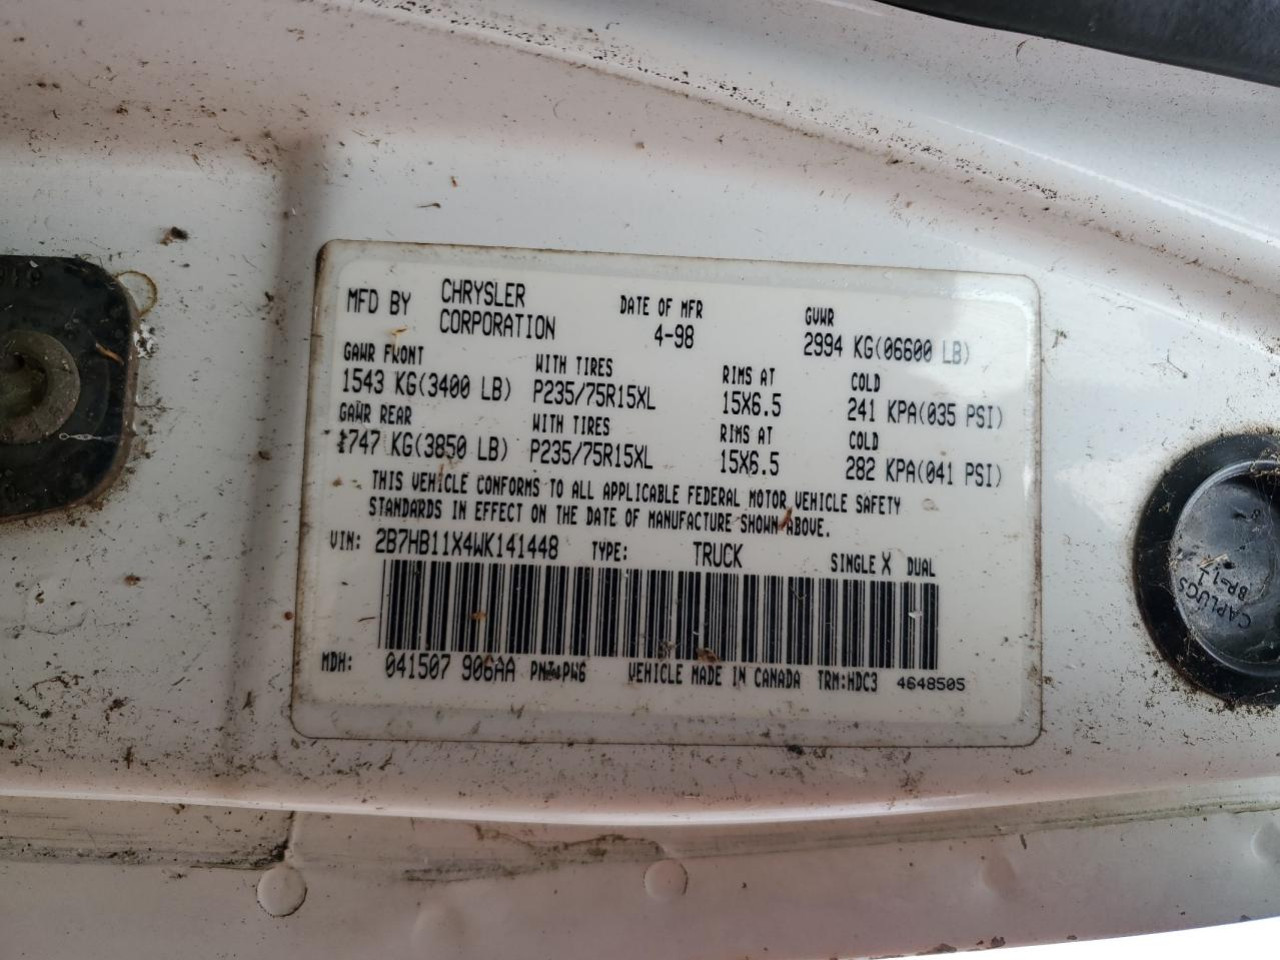 MFD BY CHRYSLER CORPORATION DATE OF MFR 4-98 GVWR 2994 KG(06600 LB)
GAWR FRONT WITH TIRES RIMS AT COLD
1543 KG(3400 LB) P235/75R15XL 15X6.5 241 KPA(035 PSI)
GAWR REAR WITH TIRES RIMS AT COLD
1747 KG(3850 LB) P235/75R15XL 15X6.5 282 KPA(041 PSI)
THIS VEHICLE CONFORMS TO ALL APPLICABLE FEDERAL MOTOR VEHICLE SAFETY
STANDARDS IN EFFECT ON THE DATE OF MANUFACTURE SHOWN ABOVE.
VIN: 2B7HB11X4WK141448 TYPE: TRUCK SINGLE X DUAL
MDH: 041507 906AA PW6 VEHICLE MADE IN CANADA TRM:HDC3 4648505
CAPLUGS